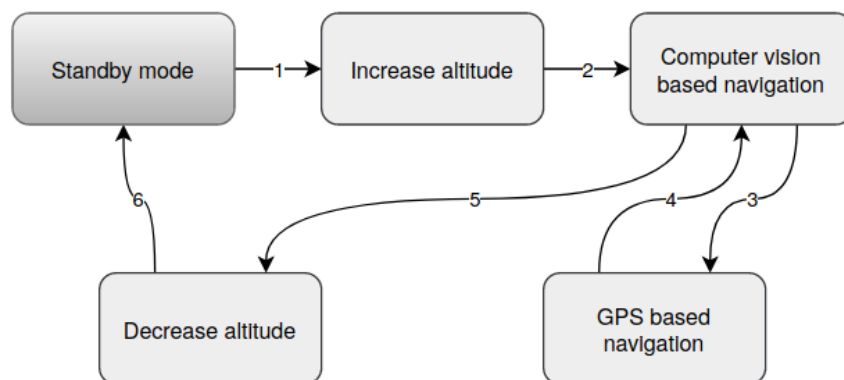 Standby mode
1
Increase altitude
2
Computer vision
based navigation
6
5
4
3
Decrease altitude
GPS based
navigation